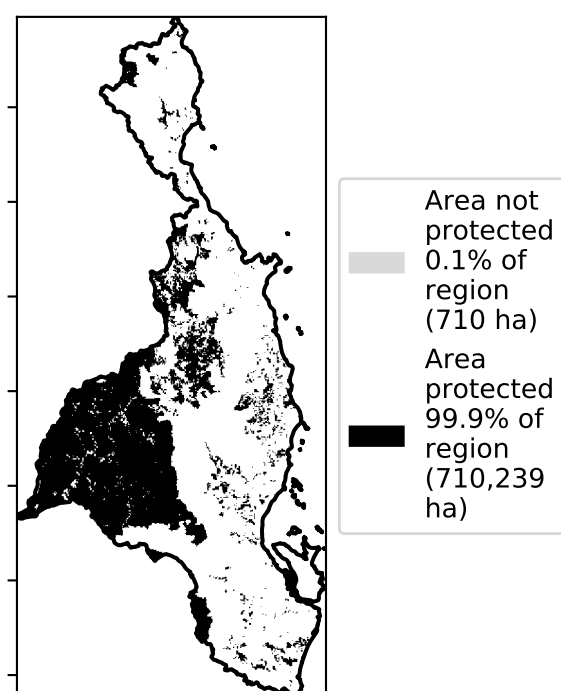 Area not
protected
0.1% of
region
(710 ha)
Area
protected
99.9% of
region
(710,239
ha)